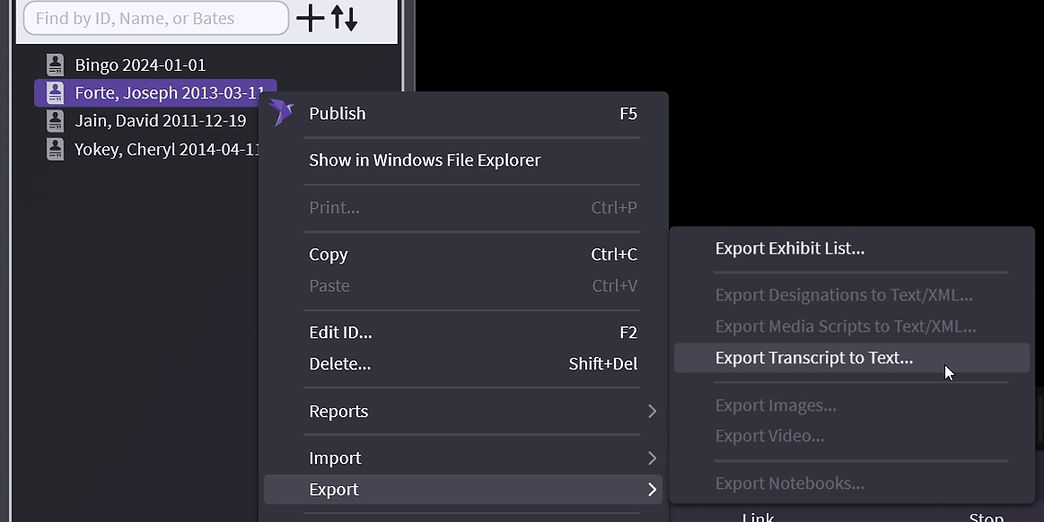 Find by ID, Name, or Bates
Bingo 2024-01-01
Forte, Joseph 2013-03-11
Jain, David 2011-12-19
Yokey, Cheryl 2014-04-11
Publish F5
Show in Windows File Explorer
Print... Ctrl+P
Copy Ctrl+C
Paste Ctrl+V
Edit ID... F2
Delete... Shift+Del
Reports
Import
Export
Export Exhibit List...
Export Designations to Text/XML...
Export Media Scripts to Text/XML...
Export Transcript to Text...
Export Images...
Export Video...
Export Notebooks...
Link Stop